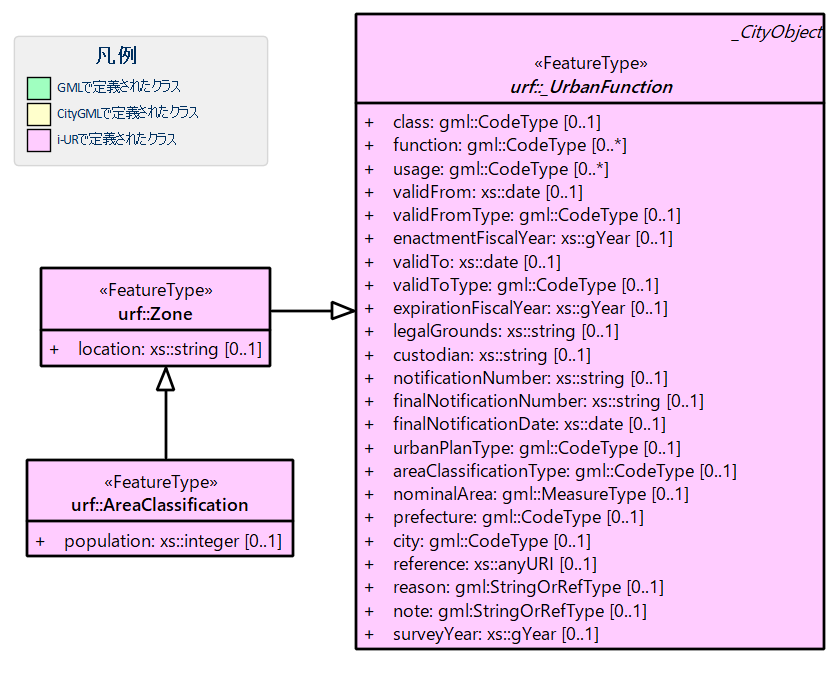 凡例
GMLで定義されたクラス
CityGMLで定義されたクラス
i-URで定義されたクラス
_CityObject
«FeatureType»
urf::_UrbanFunction
+ class: gml::CodeType [0..1]
+ function: gml::CodeType [0..*]
+ usage: gml::CodeType [0..*]
+ validFrom: xs::date [0..1]
+ validFromType: gml::CodeType [0..1]
+ enactmentFiscalYear: xs::gYear [0..1]
+ validTo: xs::date [0..1]
+ validToType: gml::CodeType [0..1]
+ expirationFiscalYear: xs::gYear [0..1]
+ legalGrounds: xs::string [0..1]
+ custodian: xs::string [0..1]
+ notificationNumber: xs::string [0..1]
+ finalNotificationNumber: xs::string [0..1]
+ finalNotificationDate: xs::date [0..1]
+ urbanPlanType: gml::CodeType [0..1]
+ areaClassificationType: gml::CodeType [0..1]
+ nominalArea: gml::MeasureType [0..1]
+ prefecture: gml::CodeType [0..1]
+ city: gml::CodeType [0..1]
+ reference: xs::anyURI [0..1]
+ reason: gml:StringOrRefType [0..1]
+ note: gml:StringOrRefType [0..1]
+ surveyYear: xs::gYear [0..1]
«FeatureType»
urf::Zone
+ location: xs::string [0..1]
«FeatureType»
urf::AreaClassification
+ population: xs::integer [0..1]